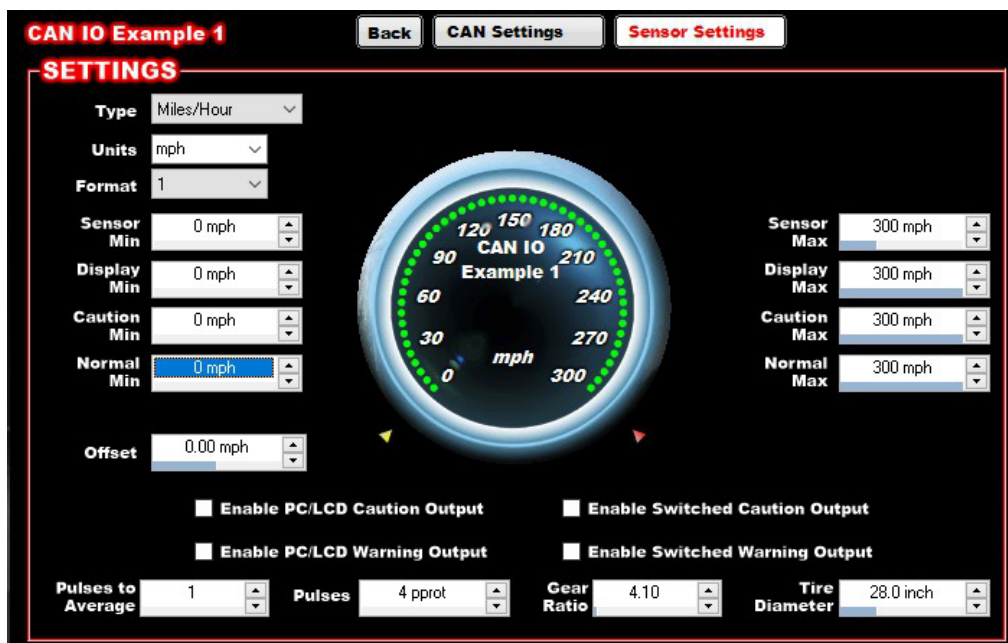 CAN IO Example 1
Back
CAN Settings
Sensor Settings
SETTINGS
Type
Miles/Hour
Units
mph
Format
1
Sensor
Min
0 mph
Display
Min
0 mph
Caution
Min
0 mph
Normal
Min
0 mph
Offset
0.00 mph
120 150 180
90 CAN IO 210
Example 1
60 240
30 270
mph
0 300
Sensor
Max
300 mph
Display
Max
300 mph
Caution
Max
300 mph
Normal
Max
300 mph
Enable PC/LCD Caution Output
Enable Switched Caution Output
Enable PC/LCD Warning Output
Enable Switched Warning Output
Pulses to
Average
1
Pulses
4 pprot
Gear
Ratio
4.10
Tire
Diameter
28.0 inch